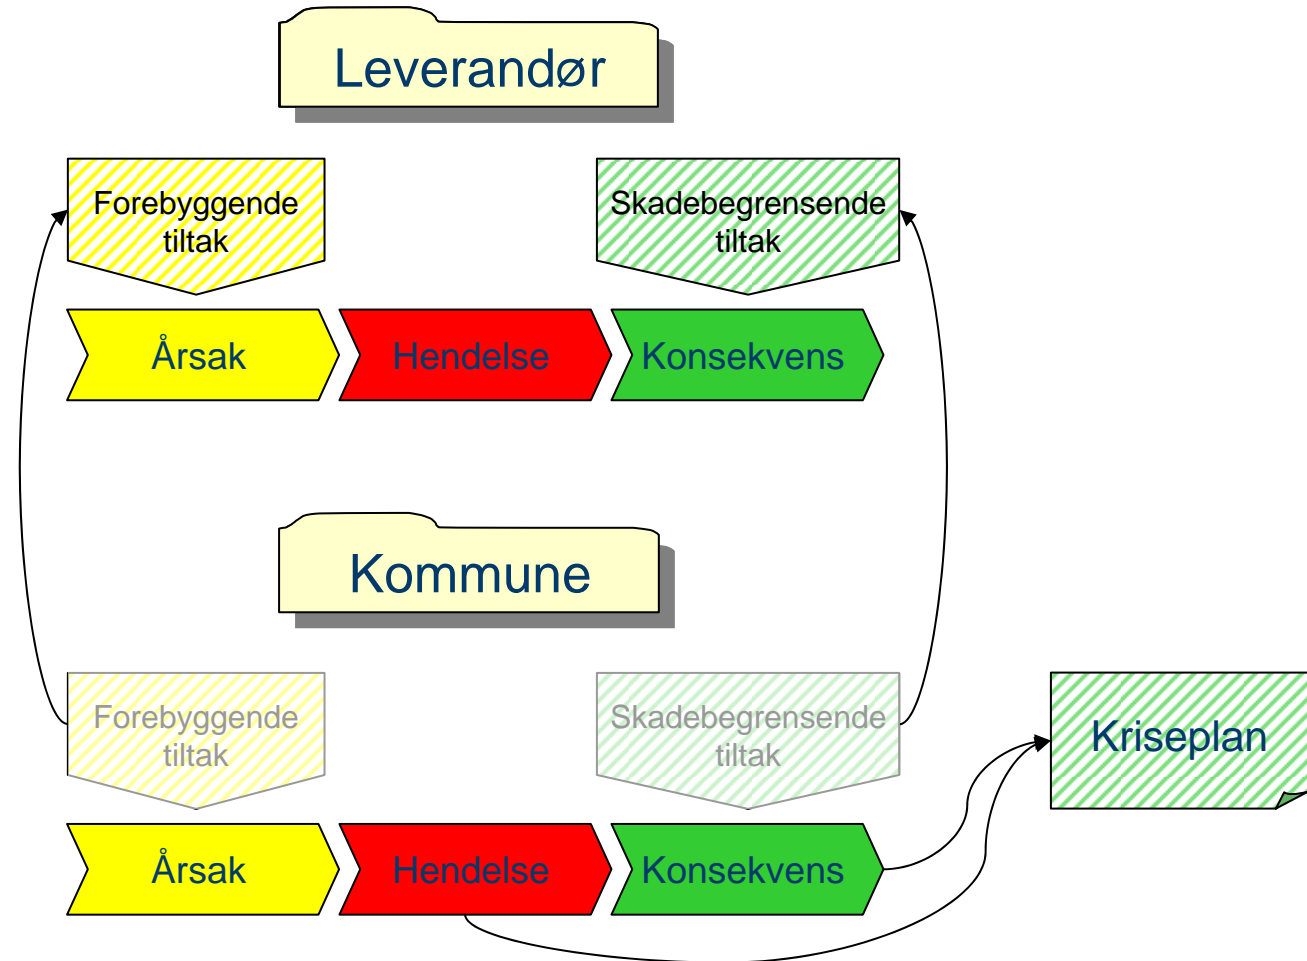 Leverandør
Forebyggende
tiltak
Skadebegrensende
tiltak
Årsak
Hendelse
Konsekvens
Kommune
Forebyggende
tiltak
Skadebegrensende
tiltak
Kriseplan
Årsak
Hendelse
Konsekvens